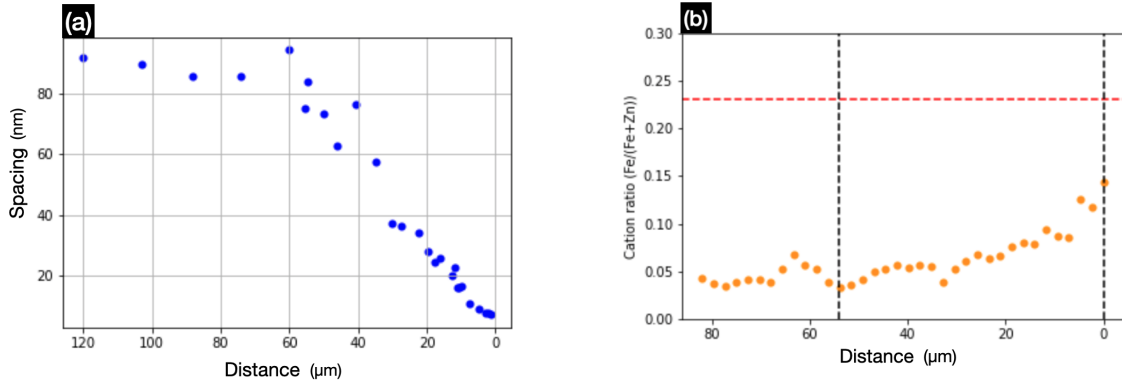 (a)
Spacing (nm)
80
60
40
20
120 100 80 60 40 20 0
Distance (μm)
(b)
Cation ratio (Fe/(Fe+Zn))
0.30
0.25
0.20
0.15
0.10
0.05
0.00
80 60 40 20 0
Distance (μm)